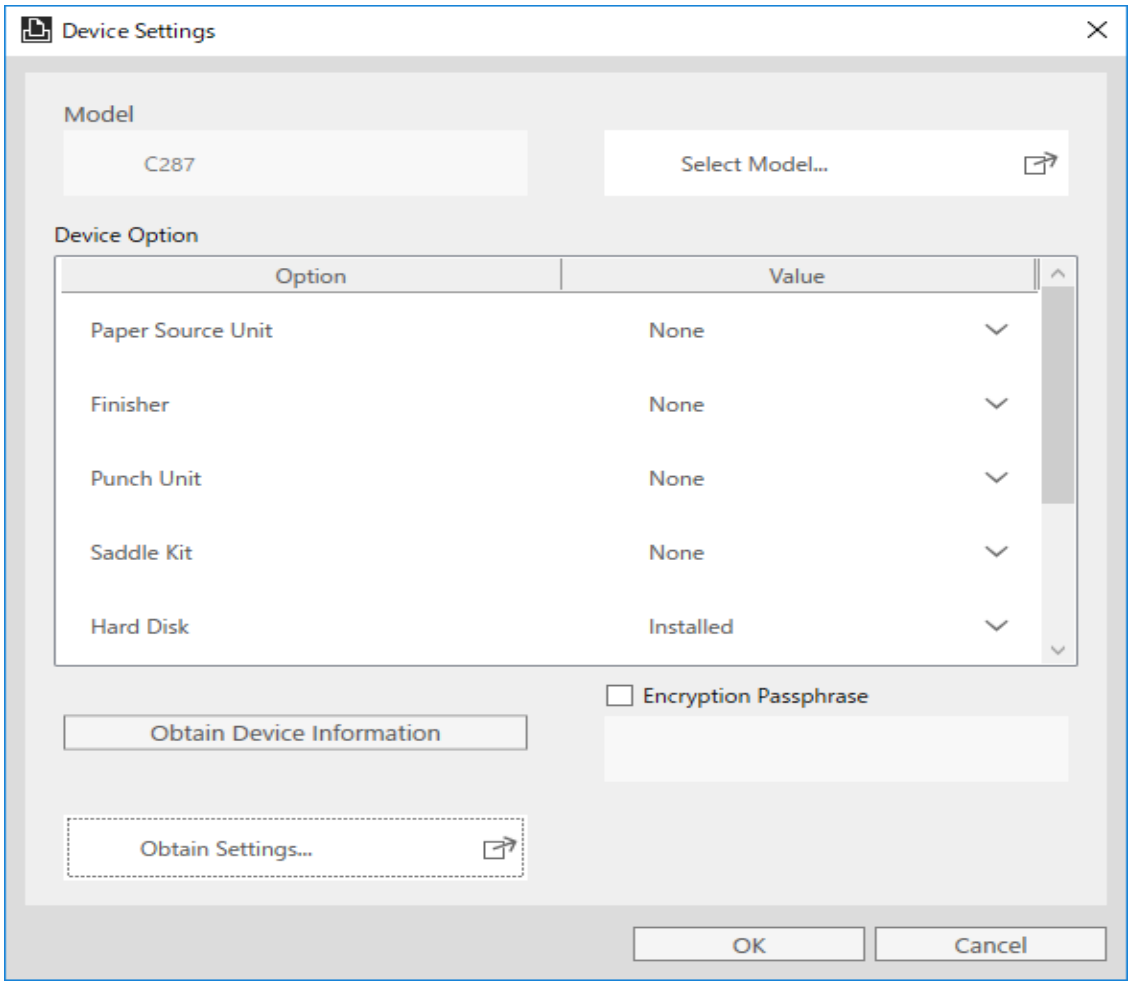 Device Settings
Model
C287
Select Model...
Device Option
Option Value
Paper Source Unit None
Finisher None
Punch Unit None
Saddle Kit None
Hard Disk Installed
Encryption Passphrase
Obtain Device Information
Obtain Settings...
OK Cancel